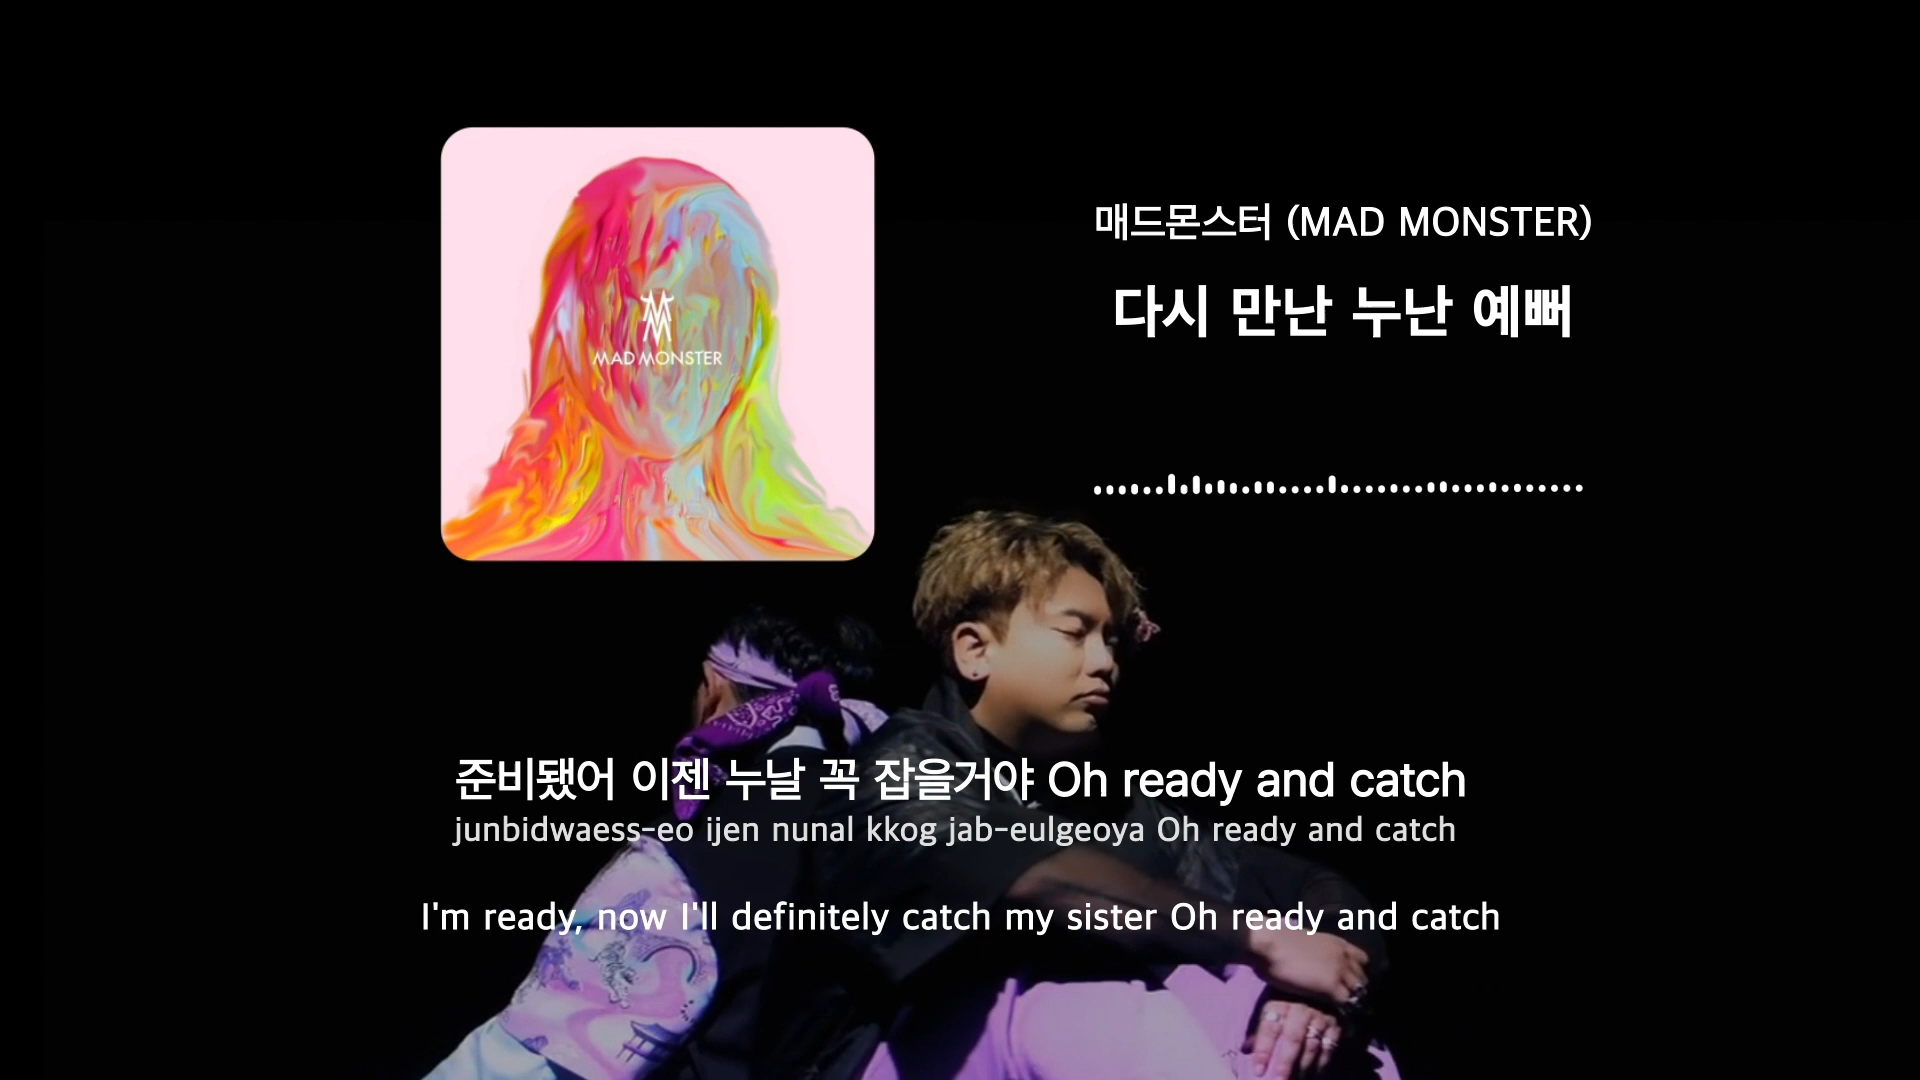 MAD MONSTER
매드몬스터 (MAD MONSTER)
다시 만난 누난 예뻐
준비됐어 이젠 누날 꼭 잡을거야 Oh ready and catch
junbidwaess-eo ijen nunal kkog jab-eulgeoya Oh ready and catch
I'm ready, now I'll definitely catch my sister Oh ready and catch